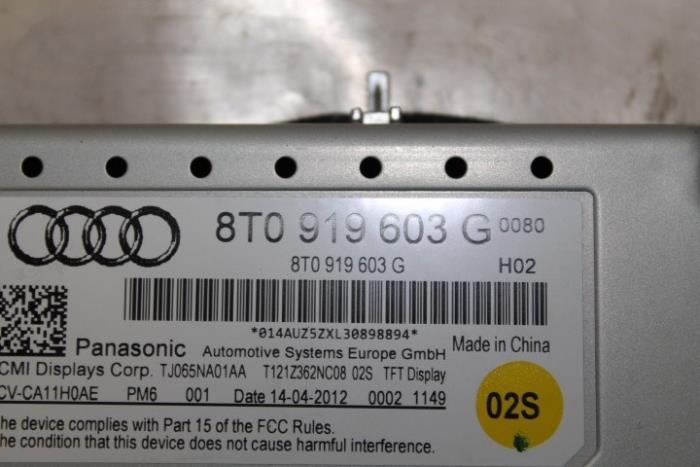 8T0 919 603 G 0080
8T0 919 603 G H02
*014AUZ5ZXL30898894*
Panasonic Automotive Systems Europe GmbH Made in China
CMI Displays Corp. TJ065NA01AA T121Z362NC08 02S TFT Display
CV-CA11H0AE PM6 001 Date 14-04-2012 0002 1149
02S
he device complies with Part 15 of the FCC Rules.
he condition that this device does not cause harmful interference.